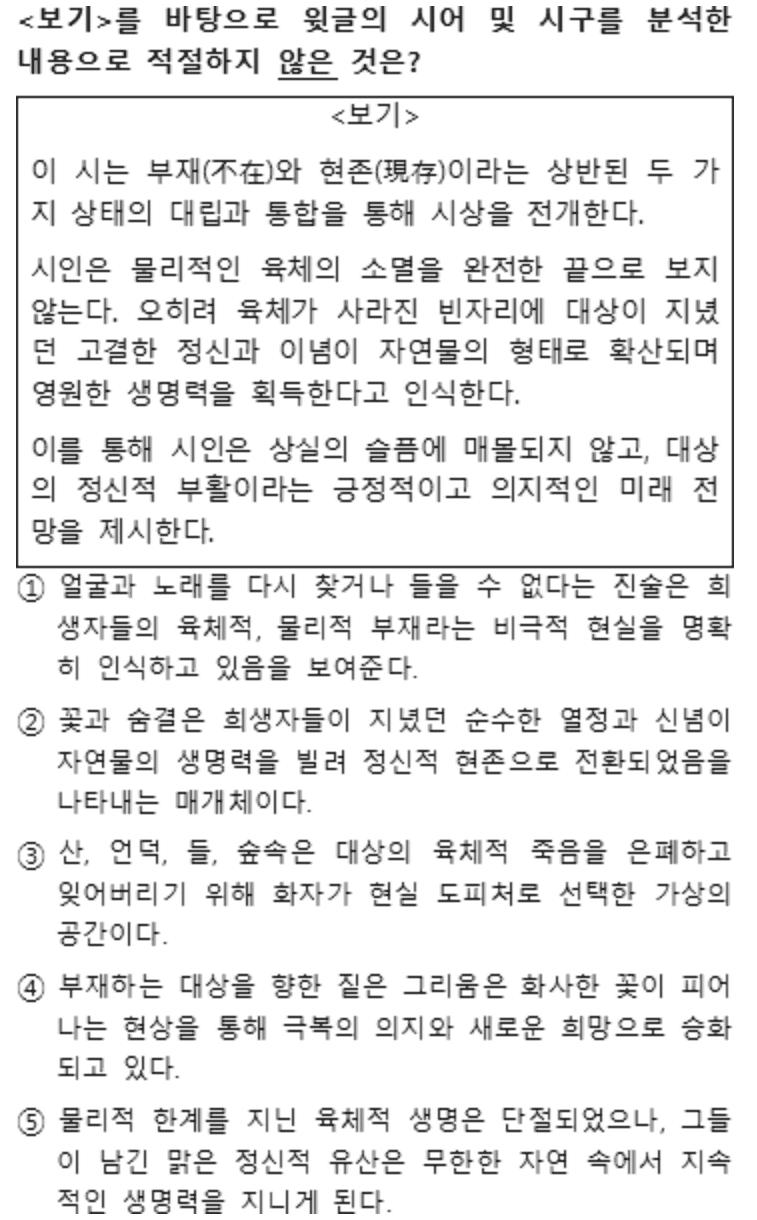 <보기>를 바탕으로 윗글의 시어 및 시구를 분석한
내용으로 적절하지 않은 것은?
<보기>
이 시는 부재(不在)와 현존(現存)이라는 상반된 두 가
지 상태의 대립과 통합을 통해 시상을 전개한다.
시인은 물리적인 육체의 소멸을 완전한 끝으로 보지
않는다. 오히려 육체가 사라진 빈자리에 대상이 지녔
던 고결한 정신과 이념이 자연물의 형태로 확산되며
영원한 생명력을 획득한다고 인식한다.
이를 통해 시인은 상실의 슬픔에 매몰되지 않고, 대상
의 정신적 부활이라는 긍정적이고 의지적인 미래 전
망을 제시한다.
① 얼굴과 노래를 다시 찾거나 들을 수 없다는 진술은 희
생자들의 육체적, 물리적 부재라는 비극적 현실을 명확
히 인식하고 있음을 보여준다.
② 꽃과 숨결은 희생자들이 지녔던 순수한 열정과 신념이
자연물의 생명력을 빌려 정신적 현존으로 전환되었음을
나타내는 매개체이다.
③ 산, 언덕, 들, 숲속은 대상의 육체적 죽음을 은폐하고
잊어버리기 위해 화자가 현실 도피처로 선택한 가상의
공간이다.
④ 부재하는 대상을 향한 짙은 그리움은 화사한 꽃이 피어
나는 현상을 통해 극복의 의지와 새로운 희망으로 승화
되고 있다.
⑤ 물리적 한계를 지닌 육체적 생명은 단절되었으나, 그들
이 남긴 맑은 정신적 유산은 무한한 자연 속에서 지속
적인 생명력을 지니게 된다.